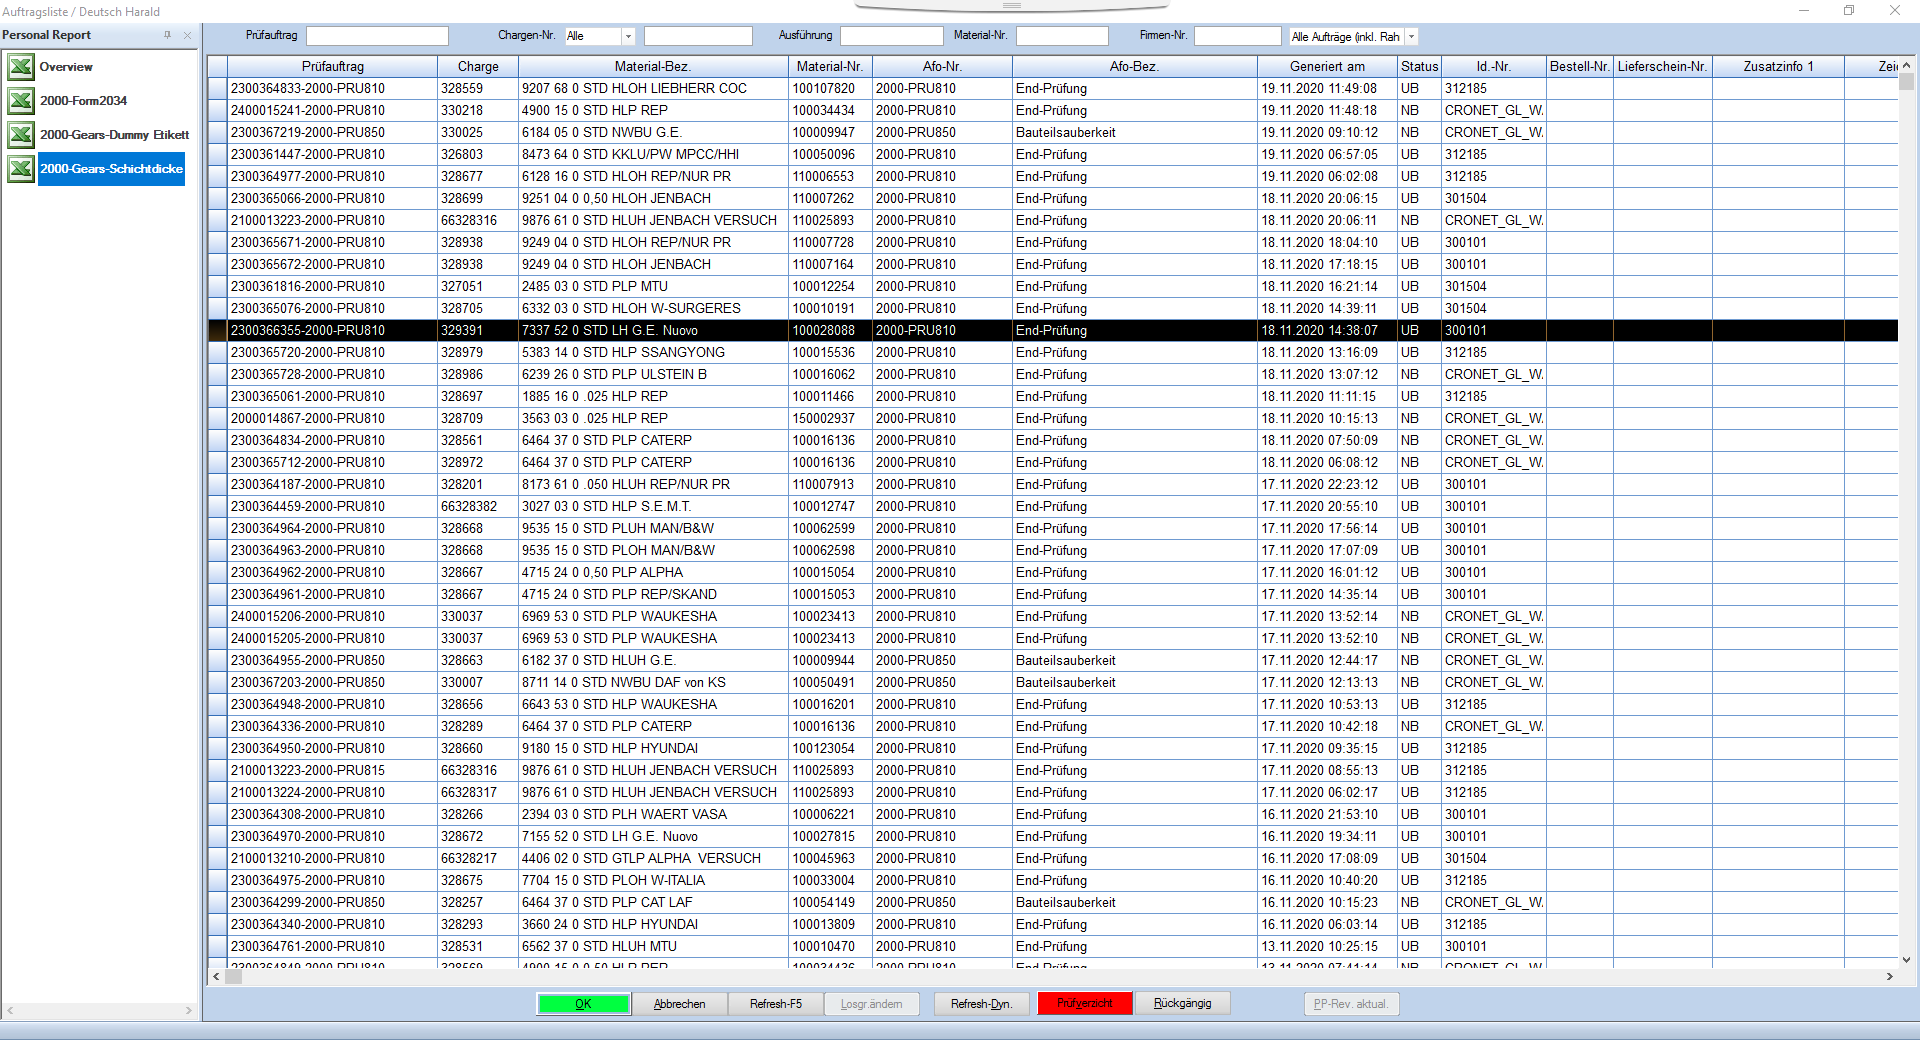 Auftragsliste / Deutsch Harald
Personal Report
Overview
2000-Form2034
2000-Gears-Dummy Etikett
2000-Gears-Schichtdicke
Prüfauftrag Chargen-Nr. Alle Ausführung Material-Nr. Firmen-Nr. Alle Aufträge (inkl. Rah
Prüfauftrag Charge Material-Bez. Material-Nr. Afo-Nr. Afo-Bez. Generiert am Status Id.-Nr. Bestell-Nr. Lieferschein-Nr. Zusatzinfo 1 Zei
2300364833-2000-PRU810 328559 9207 68 0 STD HLOH LIEBHERR COC 100107820 2000-PRU810 End-Prüfung 19.11.2020 11:49:08 UB 312185
2400015241-2000-PRU810 330218 4900 15 0 STD HLP REP 100034434 2000-PRU810 End-Prüfung 19.11.2020 11:48:18 NB CRONET_GL_W.
2300367219-2000-PRU850 330025 6184 05 0 STD NWBU G.E. 100009947 2000-PRU850 Bauteilsauberkeit 19.11.2020 09:10:12 NB CRONET_GL_W.
2300361447-2000-PRU810 326803 8473 64 0 STD KKLU/PW MPCC/HHI 100050096 2000-PRU810 End-Prüfung 19.11.2020 06:57:05 UB 312185
2300364977-2000-PRU810 328677 6128 16 0 STD HLOH REP/NUR PR 110006553 2000-PRU810 End-Prüfung 19.11.2020 06:02:08 UB 312185
2300365066-2000-PRU810 328699 9251 04 0 0,50 HLOH JENBACH 110007262 2000-PRU810 End-Prüfung 18.11.2020 20:06:15 UB 301504
2100013223-2000-PRU810 66328316 9876 61 0 STD HLUH JENBACH VERSUCH 110025893 2000-PRU810 End-Prüfung 18.11.2020 20:06:11 NB CRONET_GL_W.
2300365671-2000-PRU810 328938 9249 04 0 STD HLOH REP/NUR PR 110007728 2000-PRU810 End-Prüfung 18.11.2020 18:04:10 UB 300101
2300365672-2000-PRU810 328938 9249 04 0 STD HLOH JENBACH 110007164 2000-PRU810 End-Prüfung 18.11.2020 17:18:15 UB 300101
2300361816-2000-PRU810 327051 2485 03 0 STD PLP MTU 100012254 2000-PRU810 End-Prüfung 18.11.2020 16:21:14 UB 301504
2300365076-2000-PRU810 328705 6332 03 0 STD HLOH W-SURGERES 100010191 2000-PRU810 End-Prüfung 18.11.2020 14:39:11 UB 301504
2300366355-2000-PRU810 329391 7337 52 0 STD LH G.E. Nuovo 100028088 2000-PRU810 End-Prüfung 18.11.2020 14:38:07 UB 300101
2300365720-2000-PRU810 328979 5383 14 0 STD HLP SSANGYONG 100015536 2000-PRU810 End-Prüfung 18.11.2020 13:16:09 UB 312185
2300365728-2000-PRU810 328986 6239 26 0 STD PLP ULSTEIN B 100016062 2000-PRU810 End-Prüfung 18.11.2020 13:07:12 NB CRONET_GL_W.
2300365061-2000-PRU810 328697 1885 16 0 .025 HLP REP 100011466 2000-PRU810 End-Prüfung 18.11.2020 11:11:15 UB 312185
2000014867-2000-PRU810 328709 3563 03 0 .025 HLP REP 150002937 2000-PRU810 End-Prüfung 18.11.2020 10:15:13 NB CRONET_GL_W.
2300364834-2000-PRU810 328561 6464 37 0 STD PLP CATERP 100016136 2000-PRU810 End-Prüfung 18.11.2020 07:50:09 NB CRONET_GL_W.
2300365712-2000-PRU810 328972 6464 37 0 STD PLP CATERP 100016136 2000-PRU810 End-Prüfung 18.11.2020 06:08:12 NB CRONET_GL_W.
2300364187-2000-PRU810 328201 8173 61 0 .050 HLUH REP/NUR PR 110007913 2000-PRU810 End-Prüfung 17.11.2020 22:23:12 UB 300101
2300364459-2000-PRU810 66328382 3027 03 0 STD HLP S.E.M.T. 100012747 2000-PRU810 End-Prüfung 17.11.2020 20:55:10 UB 300101
2300364964-2000-PRU810 328668 9535 15 0 STD PLUH MAN/B&W 100062599 2000-PRU810 End-Prüfung 17.11.2020 17:56:14 UB 300101
2300364963-2000-PRU810 328668 9535 15 0 STD PLOH MAN/B&W 100062598 2000-PRU810 End-Prüfung 17.11.2020 17:07:09 UB 300101
2300364962-2000-PRU810 328667 4715 24 0 0,50 PLP ALPHA 100015054 2000-PRU810 End-Prüfung 17.11.2020 16:01:12 UB 300101
2300364961-2000-PRU810 328667 4715 24 0 STD PLP REP/SKAND 100015053 2000-PRU810 End-Prüfung 17.11.2020 14:35:14 UB 300101
2400015206-2000-PRU810 330037 6969 53 0 STD PLP WAUKESHA 100023413 2000-PRU810 End-Prüfung 17.11.2020 13:52:14 NB CRONET_GL_W.
2400015205-2000-PRU810 330037 6969 53 0 STD PLP WAUKESHA 100023413 2000-PRU810 End-Prüfung 17.11.2020 13:52:10 NB CRONET_GL_W.
2300364955-2000-PRU850 328663 6182 37 0 STD HLUH G.E. 100009944 2000-PRU850 Bauteilsauberkeit 17.11.2020 12:44:17 NB CRONET_GL_W.
2300367203-2000-PRU850 330007 8711 14 0 STD NWBU DAF von KS 100050491 2000-PRU850 Bauteilsauberkeit 17.11.2020 12:13:13 NB CRONET_GL_W.
2300364948-2000-PRU810 328656 6643 53 0 STD HLP WAUKESHA 100016201 2000-PRU810 End-Prüfung 17.11.2020 10:53:13 UB 312185
2300364336-2000-PRU810 328289 6464 37 0 STD PLP CATERP 100016136 2000-PRU810 End-Prüfung 17.11.2020 10:42:18 NB CRONET_GL_W.
2300364950-2000-PRU810 328660 9180 15 0 STD HLP HYUNDAI 100123054 2000-PRU810 End-Prüfung 17.11.2020 09:35:15 UB 312185
2100013223-2000-PRU815 66328316 9876 61 0 STD HLUH JENBACH VERSUCH 110025893 2000-PRU810 End-Prüfung 17.11.2020 08:55:13 UB 312185
2100013224-2000-PRU810 66328317 9876 61 0 STD HLUH JENBACH VERSUCH 110025893 2000-PRU810 End-Prüfung 17.11.2020 06:02:17 UB 312185
2300364308-2000-PRU810 328266 2394 03 0 STD PLH WAERT VASA 100006221 2000-PRU810 End-Prüfung 16.11.2020 21:53:10 UB 300101
2300364970-2000-PRU810 328672 7155 52 0 STD LH G.E. Nuovo 100027815 2000-PRU810 End-Prüfung 16.11.2020 19:34:11 UB 300101
2100013210-2000-PRU810 66328217 4406 02 0 STD GTLP ALPHA VERSUCH 100045963 2000-PRU810 End-Prüfung 16.11.2020 17:08:09 UB 301504
2300364975-2000-PRU810 328675 7704 15 0 STD PLOH W-ITALIA 100033004 2000-PRU810 End-Prüfung 16.11.2020 10:40:20 UB 312185
2300364299-2000-PRU850 328257 6464 37 0 STD PLP CAT LAF 100054149 2000-PRU850 Bauteilsauberkeit 16.11.2020 10:15:23 NB CRONET_GL_W.
2300364340-2000-PRU810 328293 3660 24 0 STD HLP HYUNDAI 100013809 2000-PRU810 End-Prüfung 16.11.2020 06:03:14 UB 312185
2300364761-2000-PRU810 328531 6562 37 0 STD HLUH MTU 100010470 2000-PRU810 End-Prüfung 13.11.2020 10:25:15 UB 300101
2300364849-2000-PRU810 328569 4900 15 0 0,50 HLP REP 100034436 2000-PRU810 End-Prüfung 13.11.2020 07:41:14 NB CRONET_GL_W.
OK Abbrechen Refresh-F5 Losgr.ändern Refresh-Dyn. Prüfverzicht Rückgängig PP-Rev. aktual.